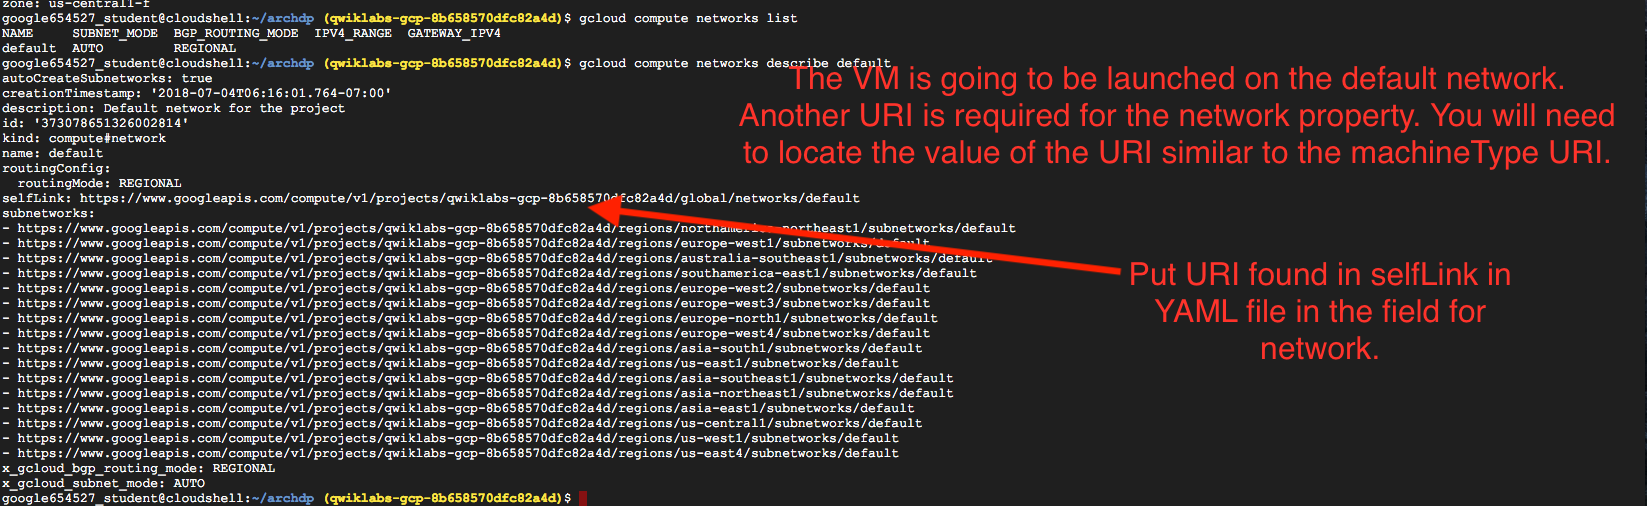 zone: us-central1-f
google654527_student@cloudshell:~/archdp (qwiklabs-gcp-8b658570dfc82a4d)$ gcloud compute networks list
NAME     SUBNET_MODE  BGP_ROUTING_MODE  IPV4_RANGE  GATEWAY_IPV4
default  AUTO         REGIONAL
google654527_student@cloudshell:~/archdp (qwiklabs-gcp-8b658570dfc82a4d)$ gcloud compute networks describe default
autoCreateSubnetworks: true
creationTimestamp: '2018-07-04T06:16:01.764-07:00'
description: Default network for the project
id: '373078651326002814'
kind: compute#network
name: default
routingConfig:
  routingMode: REGIONAL
selfLink: https://www.googleapis.com/compute/v1/projects/qwiklabs-gcp-8b658570dfc82a4d/global/networks/default
subnetworks:
- https://www.googleapis.com/compute/v1/projects/qwiklabs-gcp-8b658570dfc82a4d/regions/northamerica-northeast1/subnetworks/default
- https://www.googleapis.com/compute/v1/projects/qwiklabs-gcp-8b658570dfc82a4d/regions/europe-west1/subnetworks/default
- https://www.googleapis.com/compute/v1/projects/qwiklabs-gcp-8b658570dfc82a4d/regions/australia-southeast1/subnetworks/default
- https://www.googleapis.com/compute/v1/projects/qwiklabs-gcp-8b658570dfc82a4d/regions/southamerica-east1/subnetworks/default
- https://www.googleapis.com/compute/v1/projects/qwiklabs-gcp-8b658570dfc82a4d/regions/europe-west2/subnetworks/default
- https://www.googleapis.com/compute/v1/projects/qwiklabs-gcp-8b658570dfc82a4d/regions/europe-west3/subnetworks/default
- https://www.googleapis.com/compute/v1/projects/qwiklabs-gcp-8b658570dfc82a4d/regions/europe-north1/subnetworks/default
- https://www.googleapis.com/compute/v1/projects/qwiklabs-gcp-8b658570dfc82a4d/regions/europe-west4/subnetworks/default
- https://www.googleapis.com/compute/v1/projects/qwiklabs-gcp-8b658570dfc82a4d/regions/asia-south1/subnetworks/default
- https://www.googleapis.com/compute/v1/projects/qwiklabs-gcp-8b658570dfc82a4d/regions/us-east1/subnetworks/default
- https://www.googleapis.com/compute/v1/projects/qwiklabs-gcp-8b658570dfc82a4d/regions/asia-southeast1/subnetworks/default
- https://www.googleapis.com/compute/v1/projects/qwiklabs-gcp-8b658570dfc82a4d/regions/asia-northeast1/subnetworks/default
- https://www.googleapis.com/compute/v1/projects/qwiklabs-gcp-8b658570dfc82a4d/regions/asia-east1/subnetworks/default
- https://www.googleapis.com/compute/v1/projects/qwiklabs-gcp-8b658570dfc82a4d/regions/us-central1/subnetworks/default
- https://www.googleapis.com/compute/v1/projects/qwiklabs-gcp-8b658570dfc82a4d/regions/us-west1/subnetworks/default
- https://www.googleapis.com/compute/v1/projects/qwiklabs-gcp-8b658570dfc82a4d/regions/us-east4/subnetworks/default
x_gcloud_bgp_routing_mode: REGIONAL
x_gcloud_subnet_mode: AUTO
google654527_student@cloudshell:~/archdp (qwiklabs-gcp-8b658570dfc82a4d)$
The VM is going to be launched on the default network.
Another URI is required for the network property. You will need
to locate the value of the URI similar to the machineType URI.
Put URI found in selfLink in
YAML file in the field for
network.